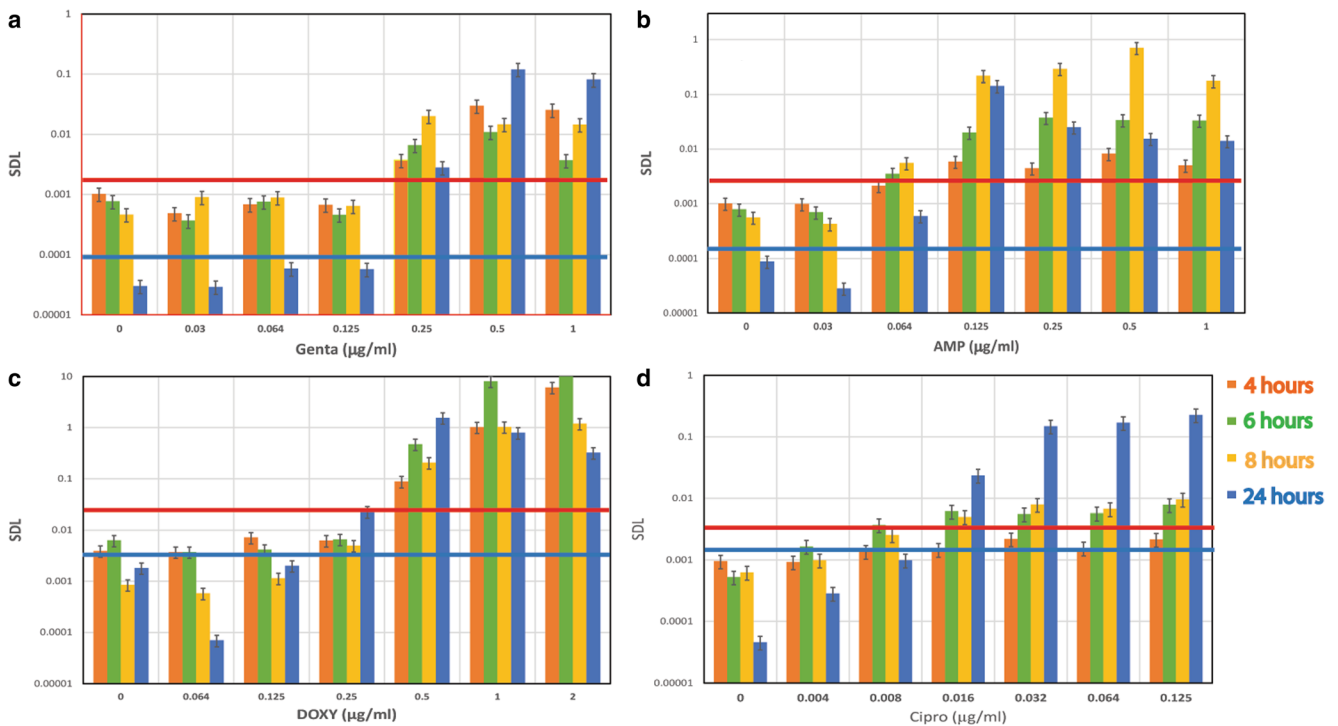 a
1
0.1
0.01
0.001
0.0001
0.00001
SDL
0 0.03 0.064 0.125 0.25 0.5 1
Genta (µg/ml)
b
1
0.1
0.01
0.001
0.0001
0.00001
SDL
0 0.03 0.064 0.125 0.25 0.5 1
AMP (µg/ml)
c
10
1
0.1
0.01
0.001
0.0001
0.00001
SDL
0 0.064 0.125 0.25 0.5 1 2
DOXY (µg/ml)
d
1
0.1
0.01
0.001
0.0001
0.00001
SDL
0 0.004 0.008 0.016 0.032 0.064 0.125
Cipro (µg/ml)
4 hours
6 hours
8 hours
24 hours